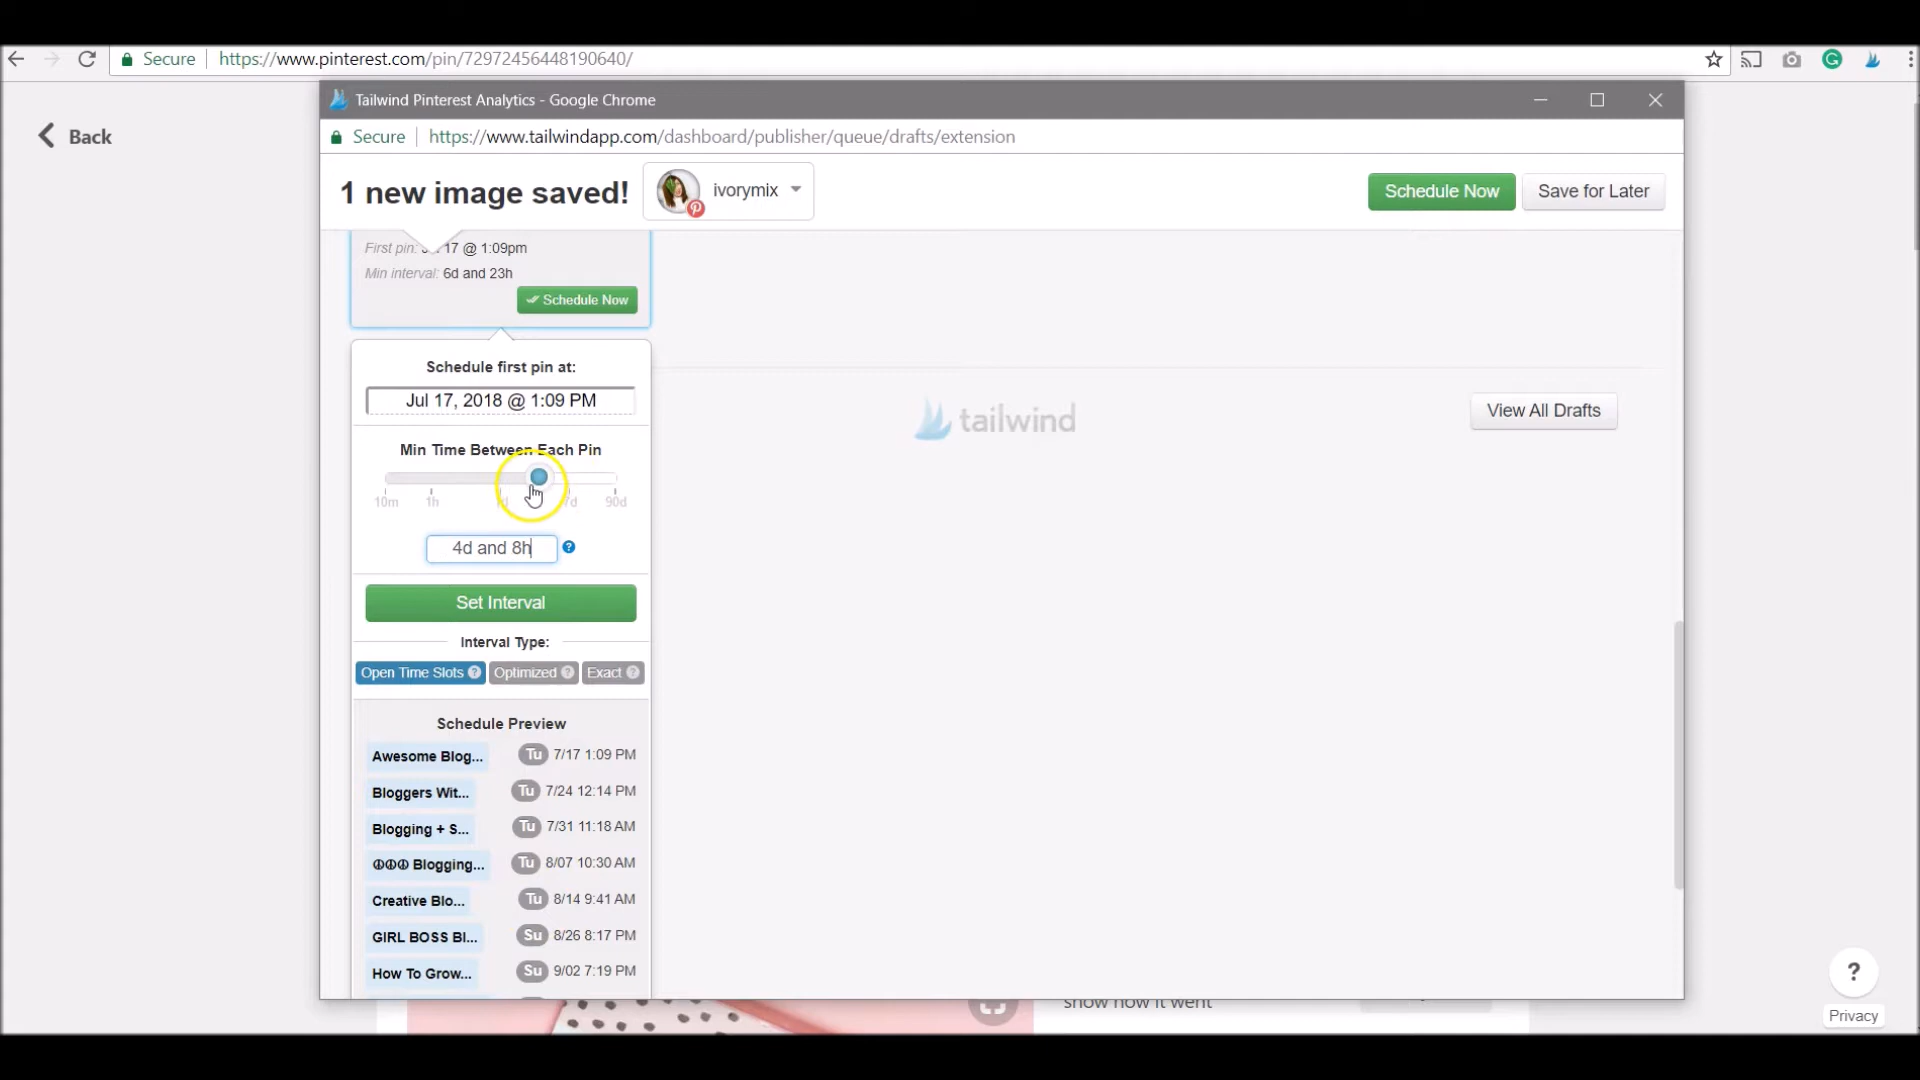 Secure
https://www.pinterest.com/pin/72972456448190640/
G
Tailwind Pinterest Analytics - Google Chrome
Secure
https://www.tailwindapp.com/dashboard/publisher/queue/drafts/extension
Back
1 new image saved!
ivorymix
Schedule Now
Save for Later
First pin: 17 @ 1:09pm
Min interval: 6d and 23h
Schedule Now
Schedule first pin at:
Jul 17, 2018 @ 1:09 PM
tailwind
View All Drafts
Min Time Between Each Pin
10m 1h 90d
4d and 8h
?
Set Interval
Interval Type:
Open Time Slots ?
Optimized ?
Exact ?
Schedule Preview
Awesome Blog... Tu 7/17 1:09 PM
Bloggers Wit... Tu 7/24 12:14 PM
Blogging + S... Tu 7/31 11:18 AM
☮☮☮ Blogging... Tu 8/07 10:30 AM
Creative Blo... Tu 8/14 9:41 AM
GIRL BOSS Bl... Su 8/26 8:17 PM
How To Grow... Su 9/02 7:19 PM
?
Privacy